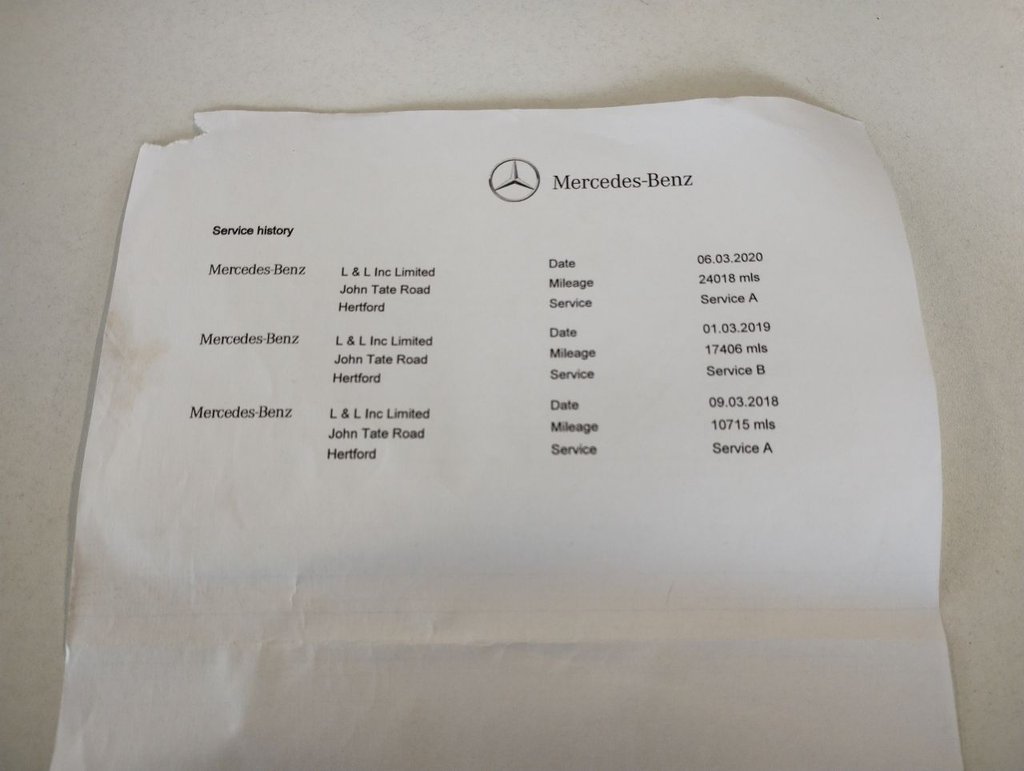 Mercedes-Benz
Service history
Mercedes-Benz L & L Inc Limited Date 06.03.2020
John Tate Road Mileage 24018 mls
Hertford Service Service A
Mercedes-Benz L & L Inc Limited Date 01.03.2019
John Tate Road Mileage 17406 mls
Hertford Service Service B
Mercedes-Benz L & L Inc Limited Date 09.03.2018
John Tate Road Mileage 10715 mls
Hertford Service Service A